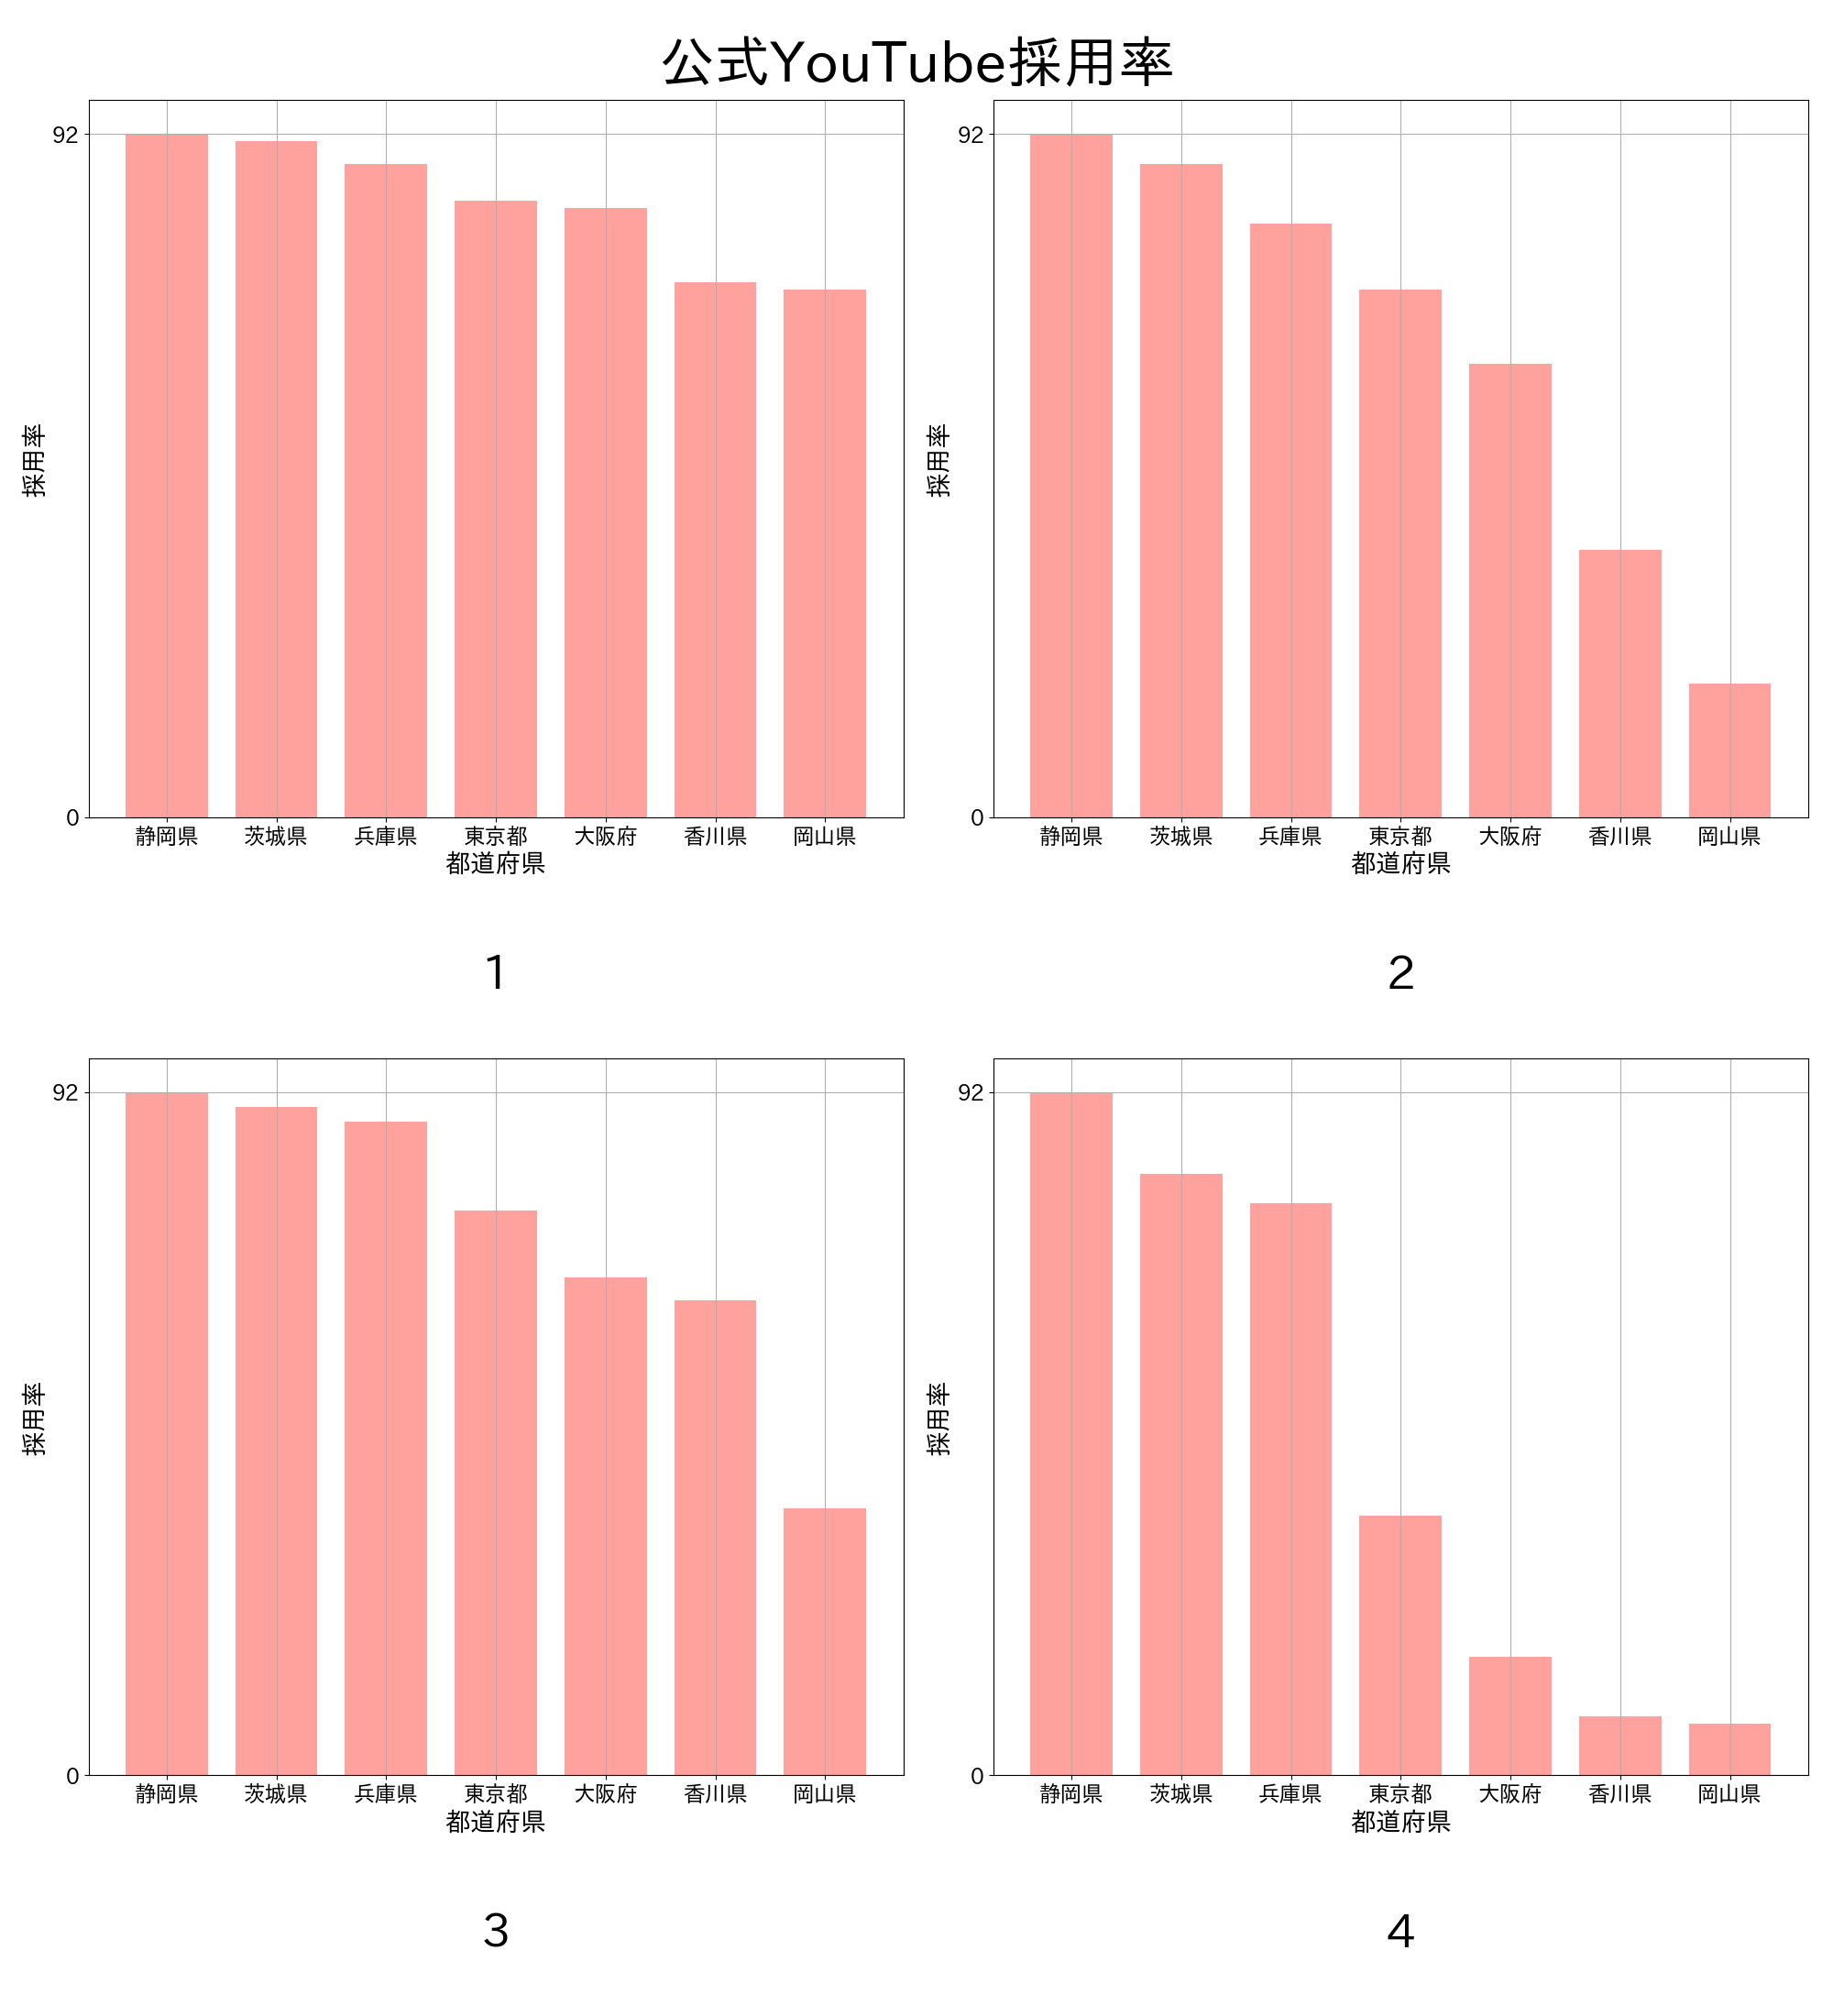 公式YouTube採用率
92
0
採用率
静岡県 茨城県 兵庫県 東京都 大阪府 香川県 岡山県
都道府県
1
92
0
採用率
静岡県 茨城県 兵庫県 東京都 大阪府 香川県 岡山県
都道府県
2
92
0
採用率
静岡県 茨城県 兵庫県 東京都 大阪府 香川県 岡山県
都道府県
3
92
0
採用率
静岡県 茨城県 兵庫県 東京都 大阪府 香川県 岡山県
都道府県
4